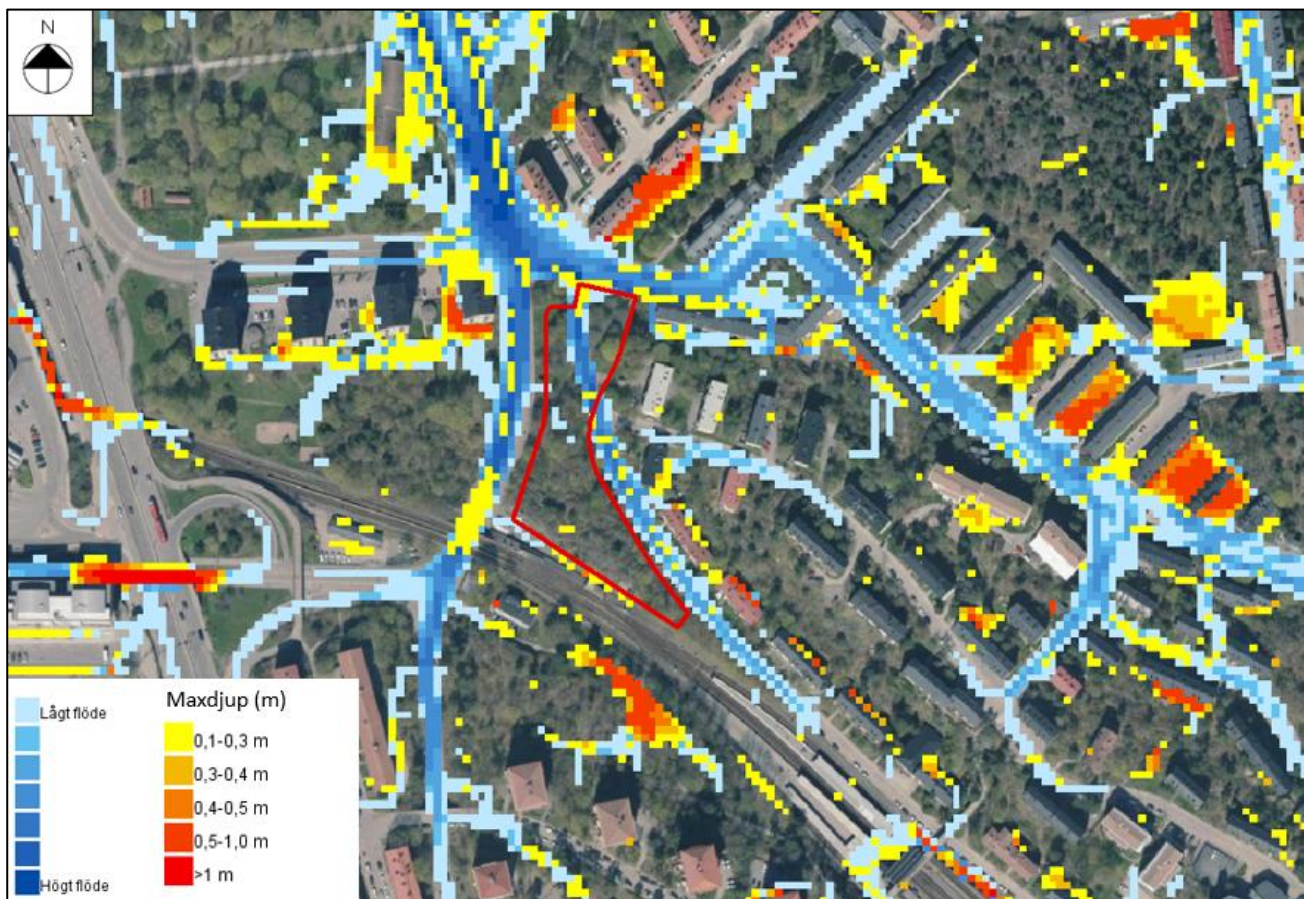 N
Maxdjup (m)
Lågt flöde
0,1-0,3 m
0,3-0,4 m
0,4-0,5 m
0,5-1,0 m
>1 m
Högt flöde